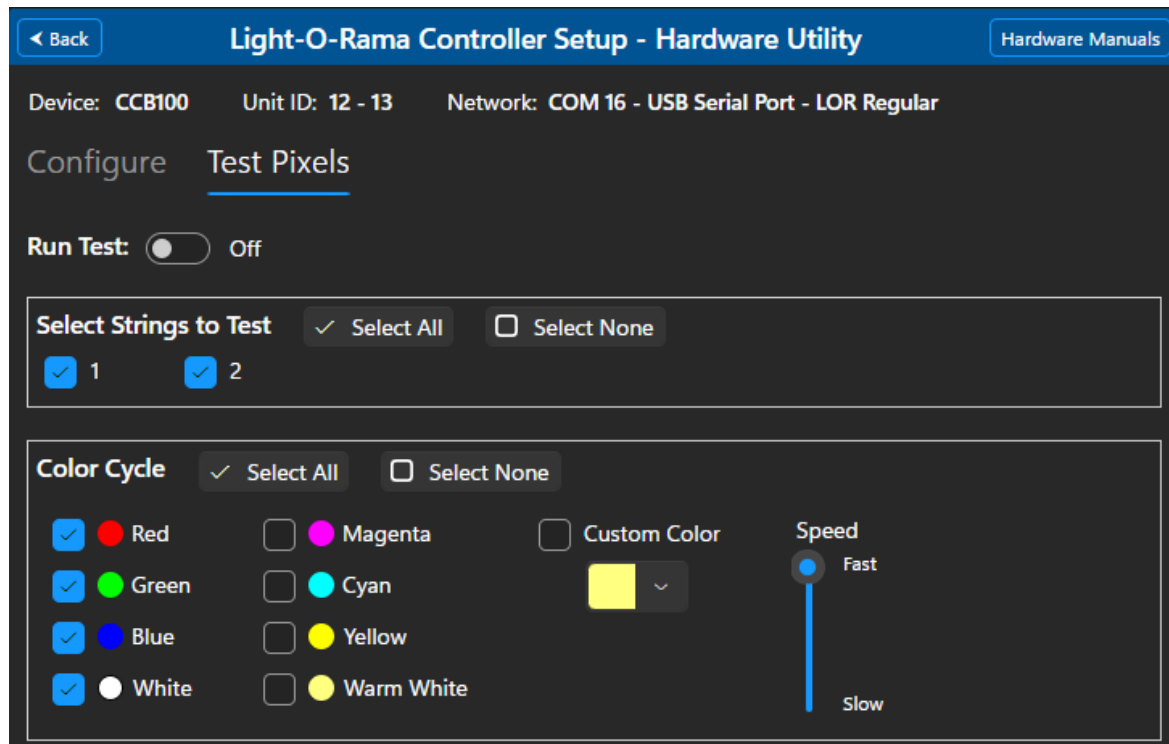 Back Light-O-Rama Controller Setup - Hardware Utility Hardware Manuals
Device: CCB100 Unit ID: 12 - 13 Network: COM 16 - USB Serial Port - LOR Regular
Configure Test Pixels
Run Test: Off
Select Strings to Test Select All Select None
1 2
Color Cycle Select All Select None
Red Magenta Custom Color Speed
Green Cyan Fast
Blue Yellow
White Warm White Slow